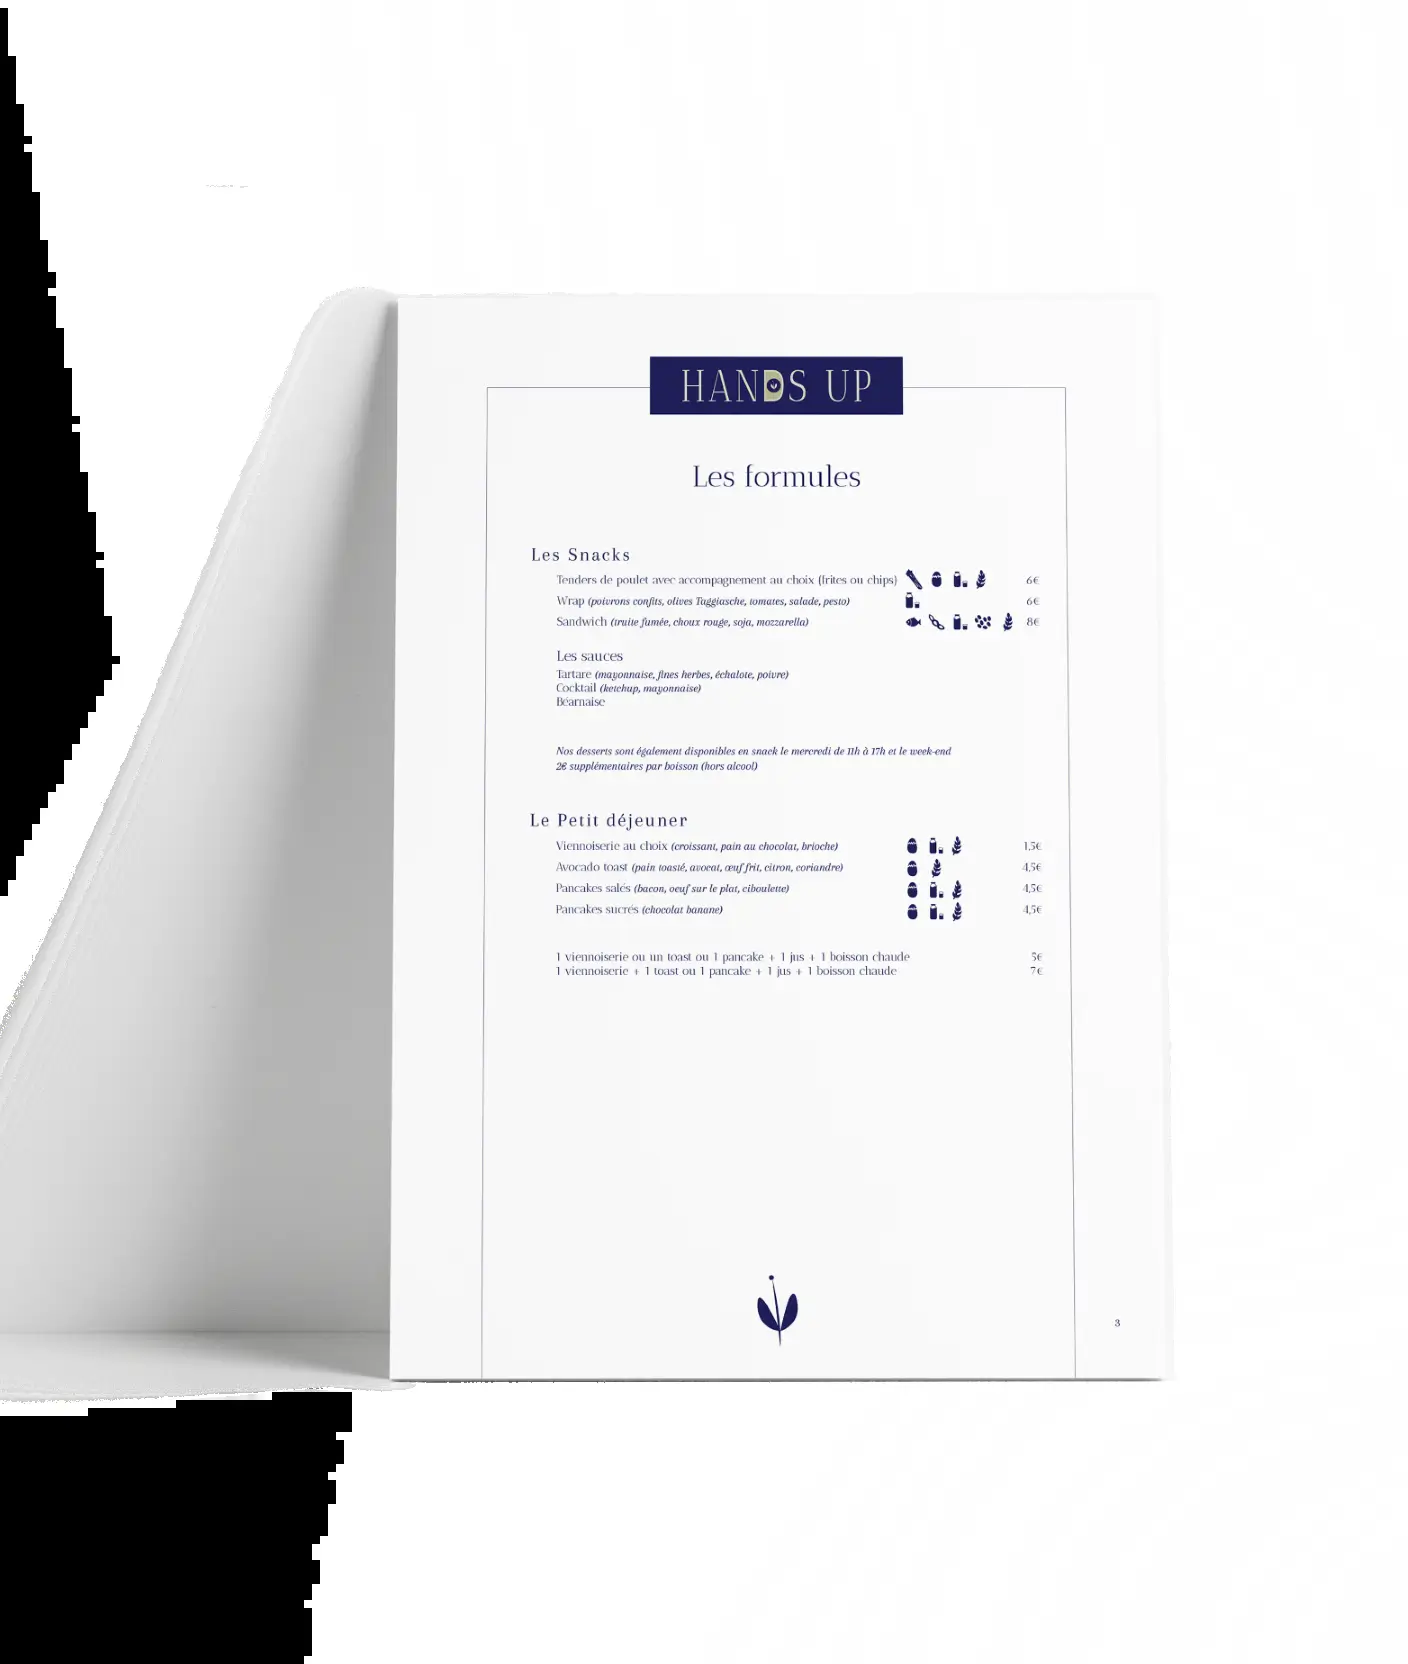 HANDS UP
Les formules
Les Snacks
Tenders de poulet avec accompagnement au choix (frites ou chips) 6€
Wrap (poivrons confits, olives Taggiasche, tomates, salade, pesto) 6€
Sandwich (truite fumée, choux rouge, soja, mozzarella) 8€
Les sauces
Tartare (mayonnaise, fines herbes, échalote, poivre)
Cocktail (ketchup, mayonnaise)
Béarnaise
Nos desserts sont également disponibles en snack le mercredi de 11h à 17h et le week-end
2€ supplémentaires par boisson (hors alcool)
Le Petit déjeuner
Viennoiserie au choix (croissant, pain au chocolat, brioche) 1,5€
Avocado toast (pain toasté, avocat, œuf frit, citron, coriandre) 4,5€
Pancakes salés (bacon, oeuf sur le plat, ciboulette) 4,5€
Pancakes sucrés (chocolat banane) 4,5€
1 viennoiserie ou un toast ou 1 pancake + 1 jus + 1 boisson chaude 5€
1 viennoiserie + 1 toast ou 1 pancake + 1 jus + 1 boisson chaude 7€
3